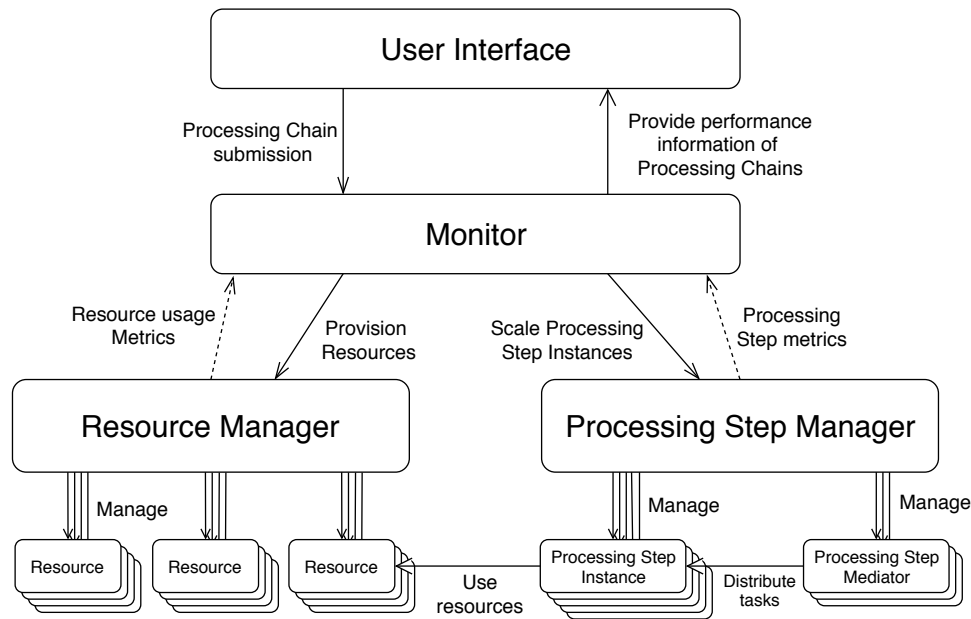 User Interface
Processing Chain
submission
Provide performance
information of
Processing Chains
Monitor
Resource usage
Metrics
Provision
Resources
Scale Processing
Step Instances
Processing
Step metrics
Resource Manager
Processing Step Manager
Manage
Manage
Manage
Resource
Resource
Resource
Use
resources
Processing Step
Instance
Distribute
tasks
Processing Step
Mediator